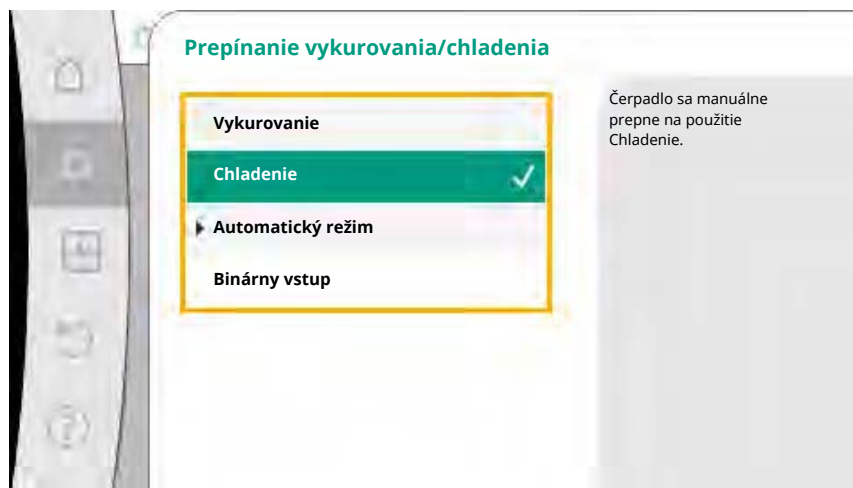 Prepínanie vykurovania/chladenia
Vykurovanie
Chladenie
Automatický režim
Binárny vstup
Čerpadlo sa manuálne
prepne na použitie
Chladenie.